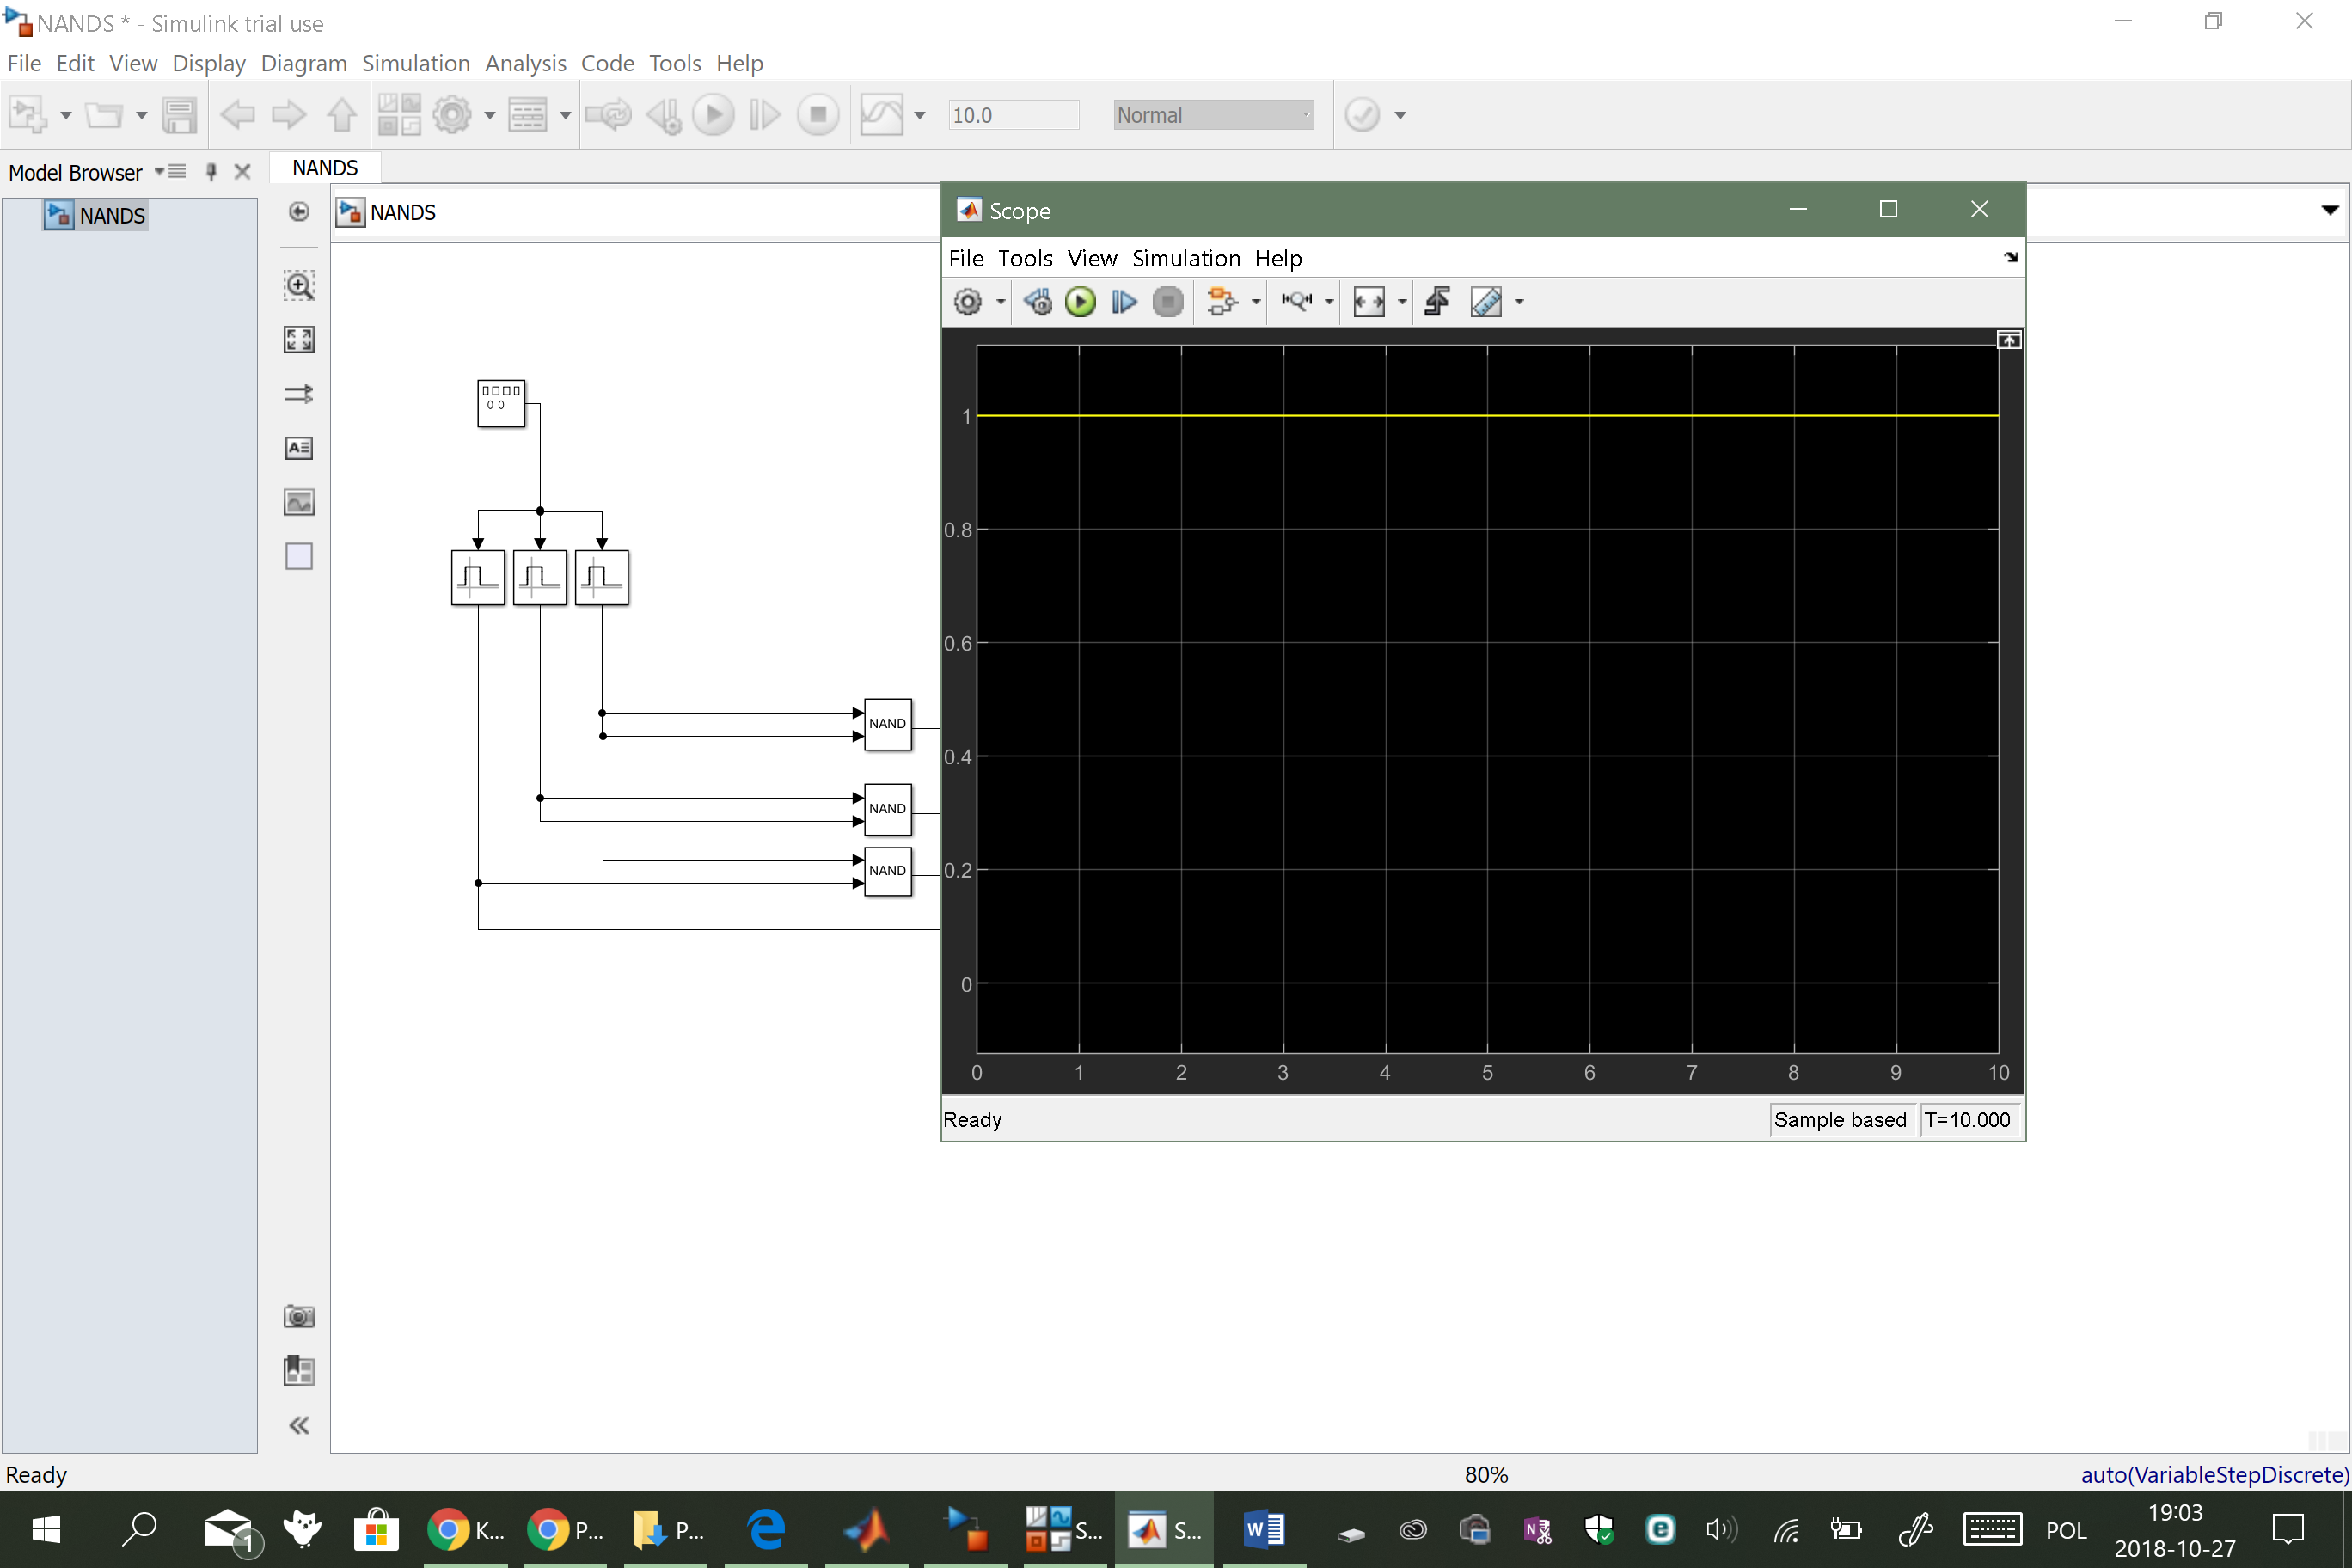 NANDS * - Simulink trial use
File Edit View Display Diagram Simulation Analysis Code Tools Help
10.0 Normal
Model Browser
NANDS
NANDS
NANDS
Scope
File Tools View Simulation Help
1
0.8
0.6
0.4
0.2
0
0 1 2 3 4 5 6 7 8 9 10
Ready
Sample based T=10.000
NAND
NAND
NAND
Ready
80%
auto(VariableStepDiscrete)
1
K...
P...
P...
S...
S...
POL
19:03
2018-10-27